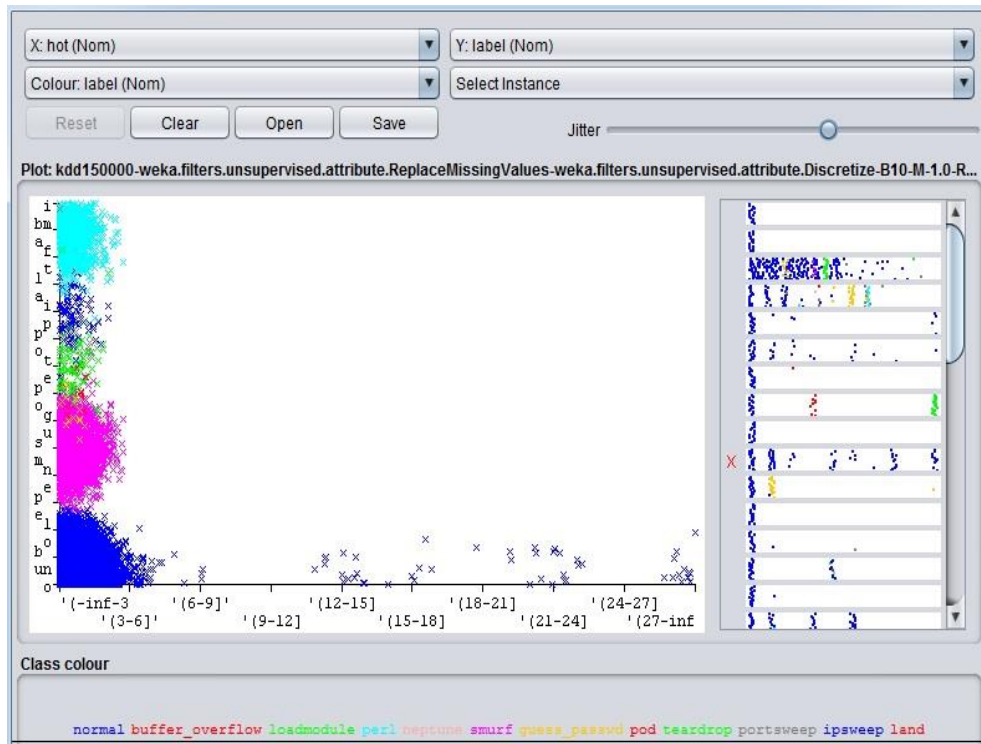 X: hot (Nom)
Y: label (Nom)
Colour: label (Nom)
Select Instance
Reset
Clear
Open
Save
Jitter
Plot: kdd150000-weka.filters.unsupervised.attribute.ReplaceMissingValues-weka.filters.unsupervised.attribute.Discretize-B10-M-1.0-R...
i
bm
a f
t
l
a i
p p
o t
p e
o g
s u
m n
p e
e l
b o
un
o
'(-inf-3
'(6-9]'
'(12-15]
'(18-21]
'(24-27]
'(3-6]'
'(9-12]
'(15-18]
'(21-24]
'(27-inf
X
Class colour
normal buffer_overflow loadmodule perl neptune smurf guess_passwd pod teardrop portsweep ipsweep land